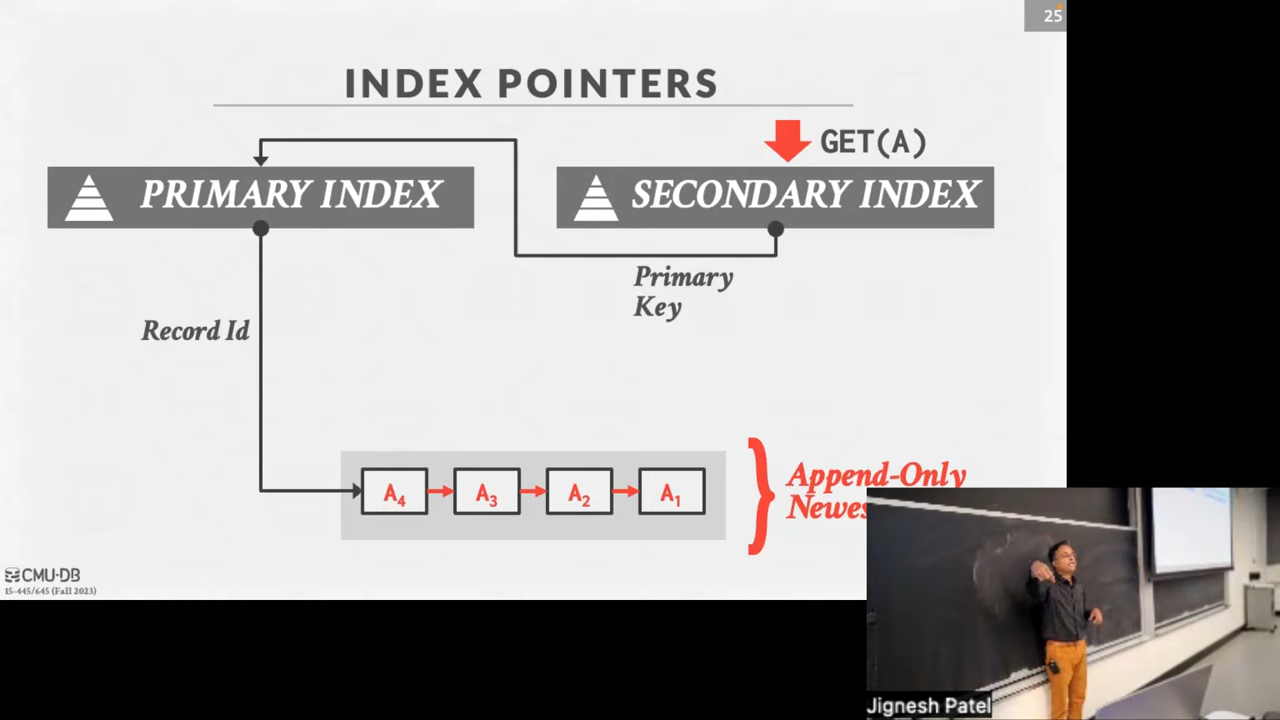 25
INDEX POINTERS
GET(A)
PRIMARY INDEX
SECONDARY INDEX
Primary
Key
Record Id
A4
A3
A2
A1
Append-Only
CMU·DB
15-445/645 (Fall 2023)
Jignesh Patel